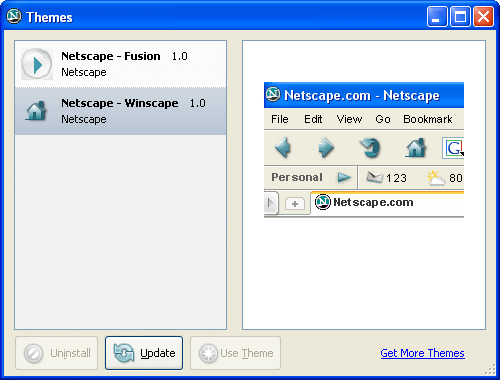 Themes
Netscape - Fusion 1.0
Netscape
Netscape - Winscape 1.0
Netscape
Netscape.com - Netscape
File Edit View Go Bookmark
G
Personal 123 80
Netscape.com
Uninstall Update Use Theme Get More Themes